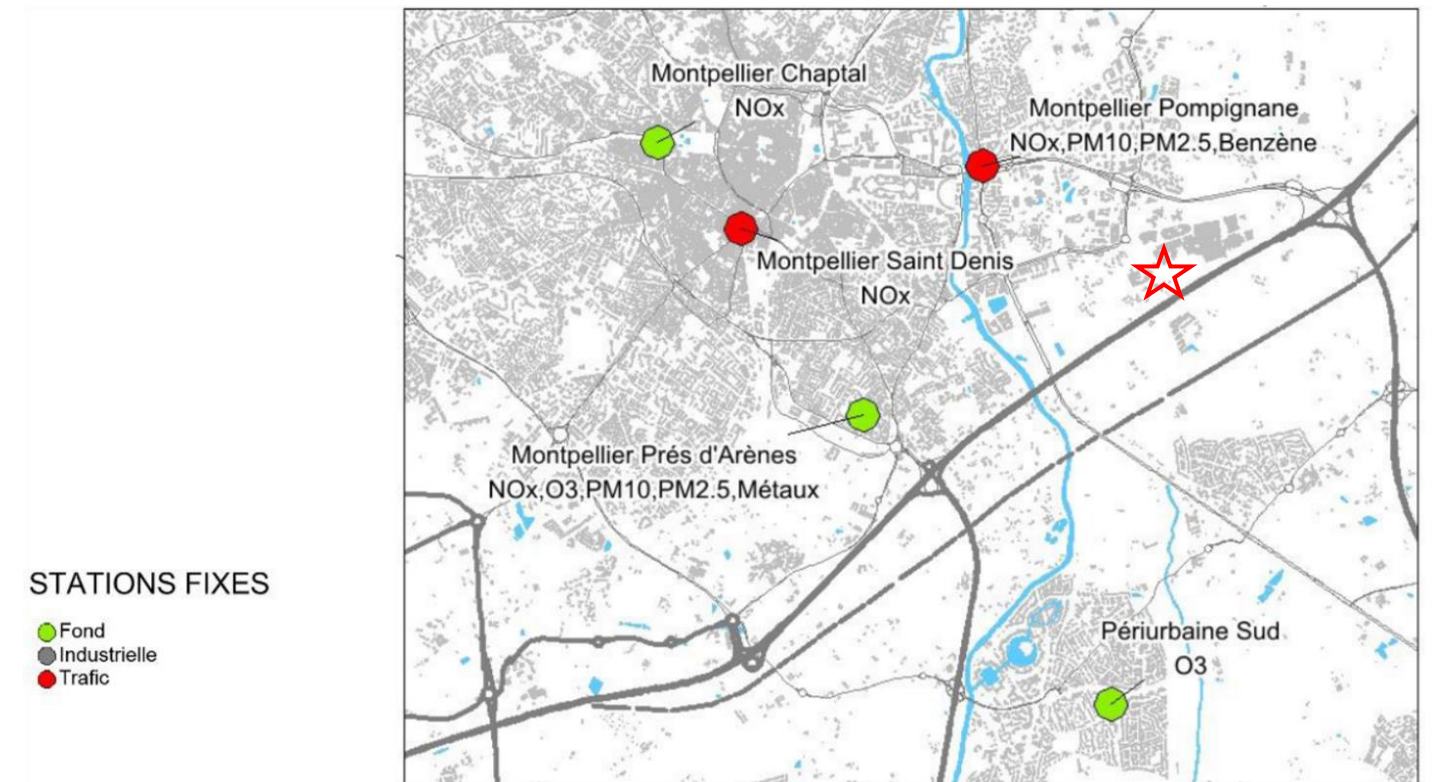 Montpellier Chaptal
NOx
Montpellier Pompignane
NOx,PM10,PM2.5,Benzène
Montpellier Saint Denis
NOx
Montpellier Prés d'Arènes
NOx,O3,PM10,PM2.5,Métaux
STATIONS FIXES
Fond
Industrielle
Trafic
Périurbaine Sud
O3